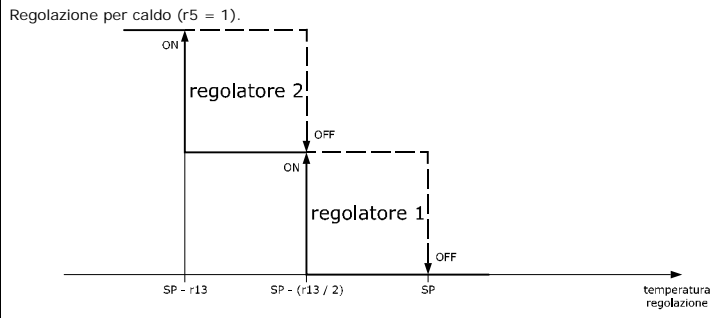 Regolazione per caldo (r5 = 1).
ON
regolatore 2
OFF
ON
regolatore 1
OFF
SP - r13
SP - (r13 / 2)
SP
temperatura
regolazione